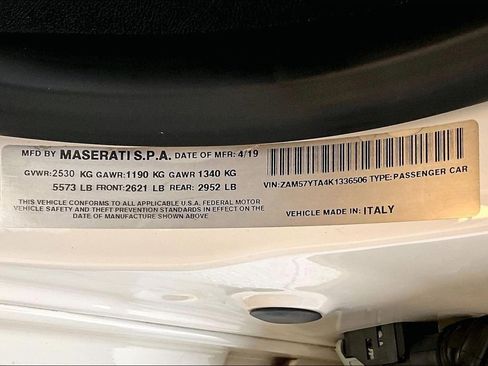 MFD BY MASERATI S.P.A. DATE OF MFR: 4/19
GVWR:2530 KG GAWR:1190 KG GAWR: 1340 KG
5573 LB FRONT:2621 LB REAR: 2952 LB
THIS VEHICLE CONFORMS TO ALL APPLICABLE U.S.A. FEDERAL MOTOR
VEHICLE SAFETY AND THEFT PREVENTION STANDARDS IN EFFECT ON THE
DATE OF MANUFACTURE SHOWN ABOVE.
VIN:ZAM57YTA4K1336506 TYPE: PASSENGER CAR
VEHICLE MADE IN: ITALY